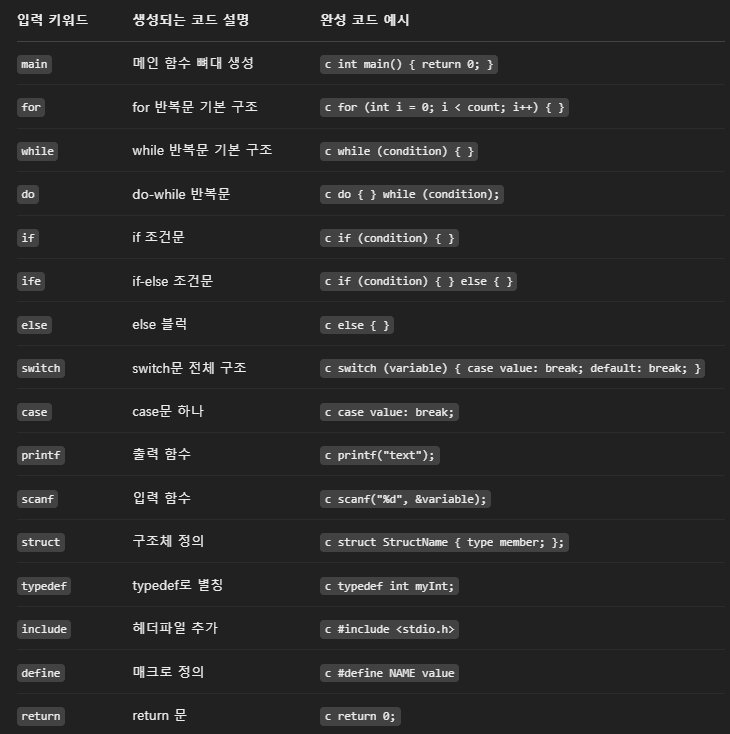 입력 키워드 생성되는 코드 설명 완성 코드 예시
main 메인 함수 뼈대 생성 c int main() { return 0; }
for for 반복문 기본 구조 c for (int i = 0; i < count; i++) { }
while while 반복문 기본 구조 c while (condition) { }
do do-while 반복문 c do { } while (condition);
if if 조건문 c if (condition) { }
ife if-else 조건문 c if (condition) { } else { }
else else 블럭 c else { }
switch switch문 전체 구조 c switch (variable) { case value: break; default: break; }
case case문 하나 c case value: break;
printf 출력 함수 c printf("text");
scanf 입력 함수 c scanf("%d", &variable);
struct 구조체 정의 c struct StructName { type member; };
typedef typedef로 별칭 c typedef int myInt;
include 헤더파일 추가 c #include <stdio.h>
define 매크로 정의 c #define NAME value
return return 문 c return 0;